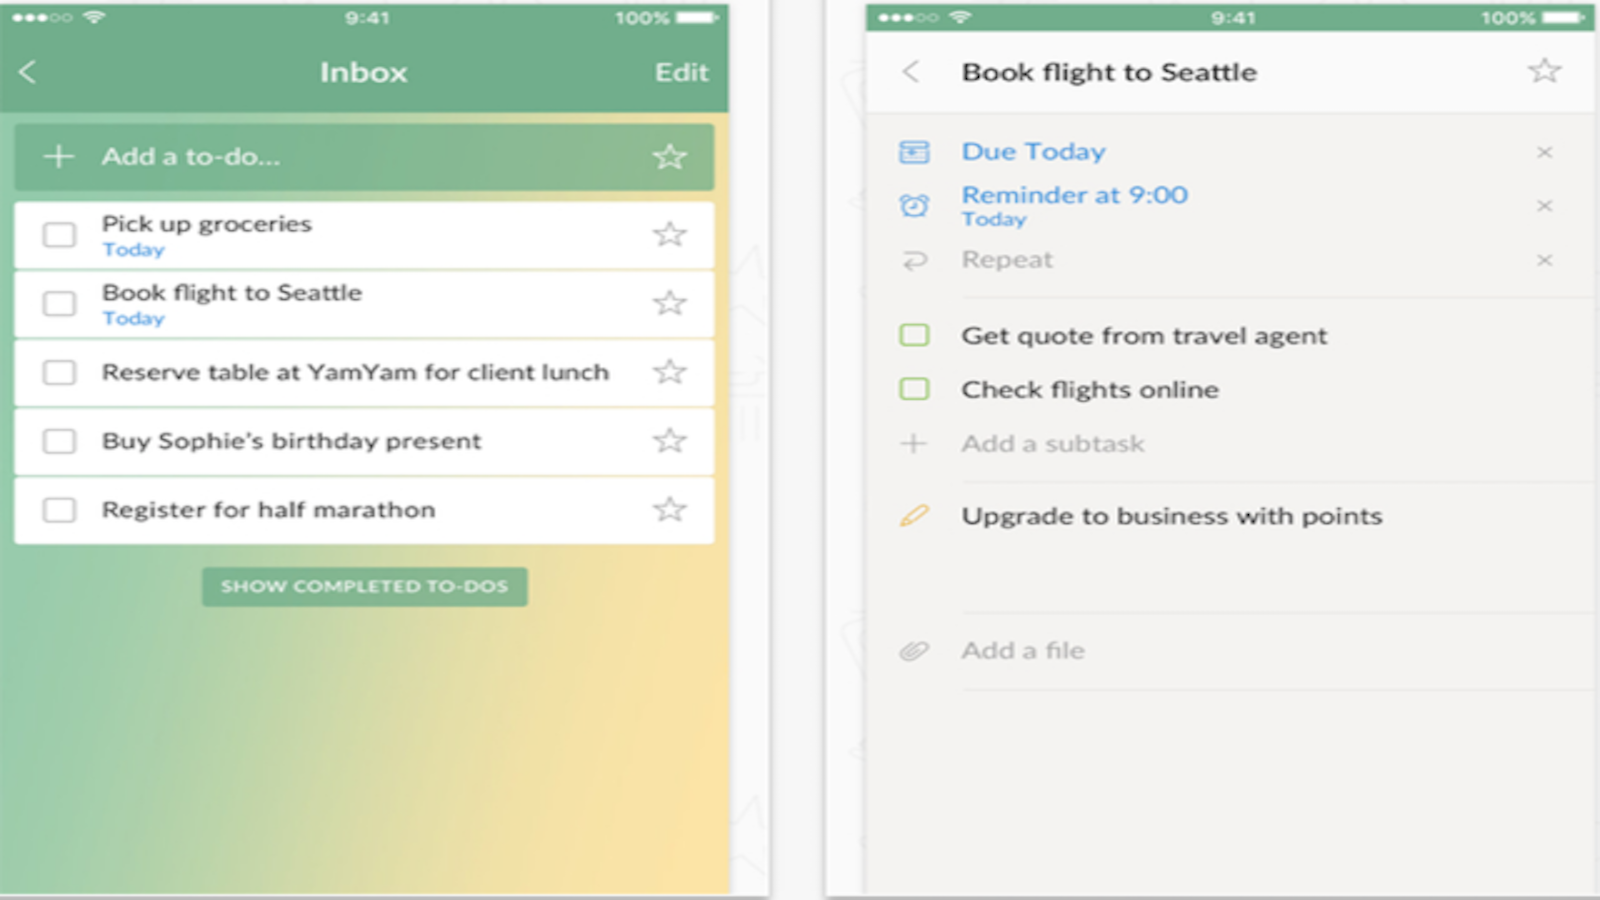 9:41
100%
Inbox
Edit
Add a to-do...
Pick up groceries
Today
Book flight to Seattle
Today
Reserve table at YamYam for client lunch
Buy Sophie's birthday present
Register for half marathon
SHOW COMPLETED TO-DOS
9:41
100%
Book flight to Seattle
Due Today
Reminder at 9:00
Today
Repeat
Get quote from travel agent
Check flights online
Add a subtask
Upgrade to business with points
Add a file